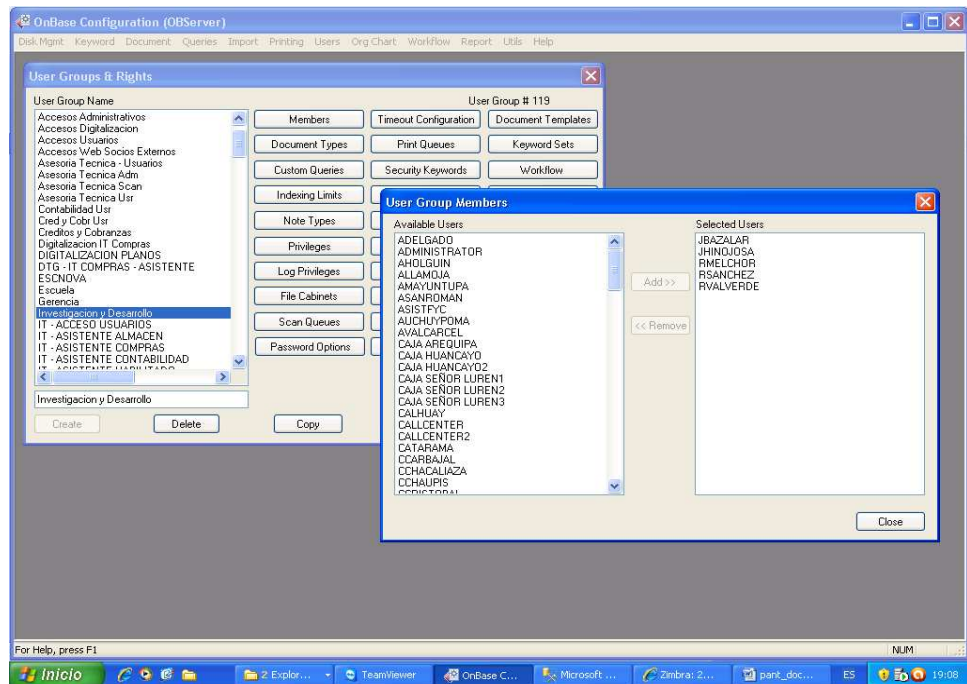 OnBase Configuration (OBServer)
Disk Mgmt Keyword Document Queries Import Printing Users Org Chart Workflow Report Utils Help
User Groups & Rights
User Group Name
User Group # 119
Accesos Administrativos
Accesos Digitalizacion
Accesos Usuarios
Accesos Web Socios Externos
Asesoria Tecnica - Usuarios
Asesoria Tecnica Adm
Asesoria Tecnica Scan
Asesoria Tecnica Usr
Contabilidad Usr
Cred y Cobr Usr
Creditos y Cobranzas
Digitalizacion IT Compras
DIGITALIZACION PLANOS
DTG - IT COMPRAS - ASISTENTE
ESCNOVA
Escuela
Gerencia
Investigacion y Desarrollo
IT - ACCESO USUARIOS
IT - ASISTENTE ALMACEN
IT - ASISTENTE COMPRAS
IT - ASISTENTE CONTABILIDAD
Investigacion y Desarrollo
Create Delete Copy
Members Timeout Configuration Document Templates
Document Types Print Queues Keyword Sets
Custom Queries Security Keywords Workflow
Indexing Limits
Note Types
Privileges
Log Privileges
File Cabinets
Scan Queues
Password Options
User Group Members
Available Users
ADELGADO
ADMINISTRATOR
AHOLGUIN
ALLAMOJA
AMAYUNTUPA
ASANROMAN
ASISTFYC
AUCHUYPOMA
AVALCARCEL
CAJA AREQUIPA
CAJA HUANCAYO
CAJA HUANCAYO2
CAJA SEÑOR LUREN1
CAJA SEÑOR LUREN2
CAJA SEÑOR LUREN3
CALHUAY
CALLCENTER
CALLCENTER2
CATARAMA
CCARBAJAL
CCHACALIAZA
CCHAUPIS
Add >>
<< Remove
Selected Users
JBAZALAR
JHINOJOSA
RMELCHOR
RSANCHEZ
RVALVERDE
Close
For Help, press F1
NUM
Inicio 2 Explor... TeamViewer OnBase C... Microsoft ... Zimbra: 2... pant_doc... ES 19:08